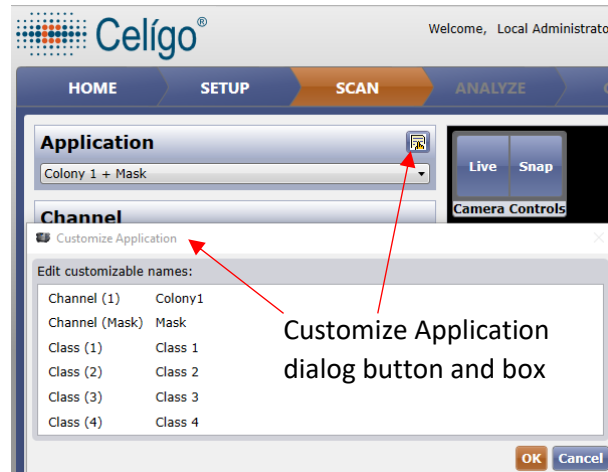 Celígo®
Welcome, Local Administrato
HOME SETUP SCAN ANALYZE
Application
Colony 1 + Mask
Live Snap
Camera Controls
Channel
Customize Application
Edit customizable names:
Channel (1) Colony1
Channel (Mask) Mask
Class (1) Class 1
Class (2) Class 2
Class (3) Class 3
Class (4) Class 4
Customize Application
dialog button and box
OK Cancel